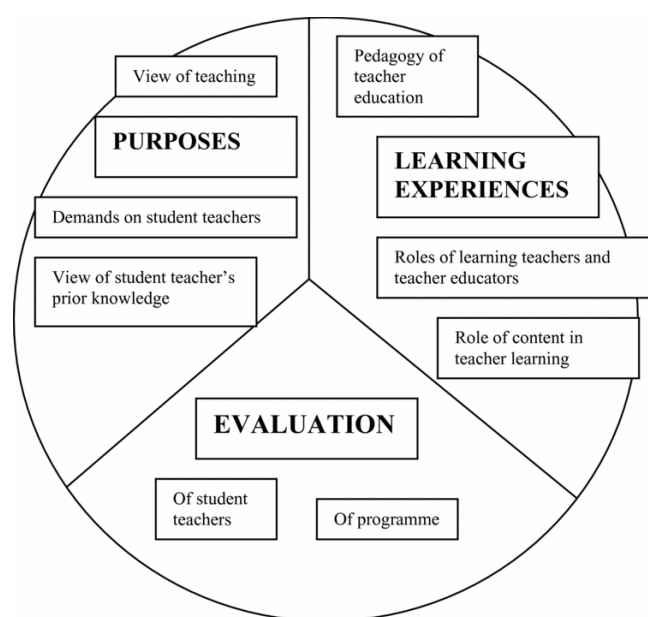 View of teaching
PURPOSES
Demands on student teachers
View of student teacher's
prior knowledge
Pedagogy of
teacher
education
LEARNING
EXPERIENCES
Roles of learning teachers and
teacher educators
Role of content in
teacher learning
EVALUATION
Of student
teachers
Of programme